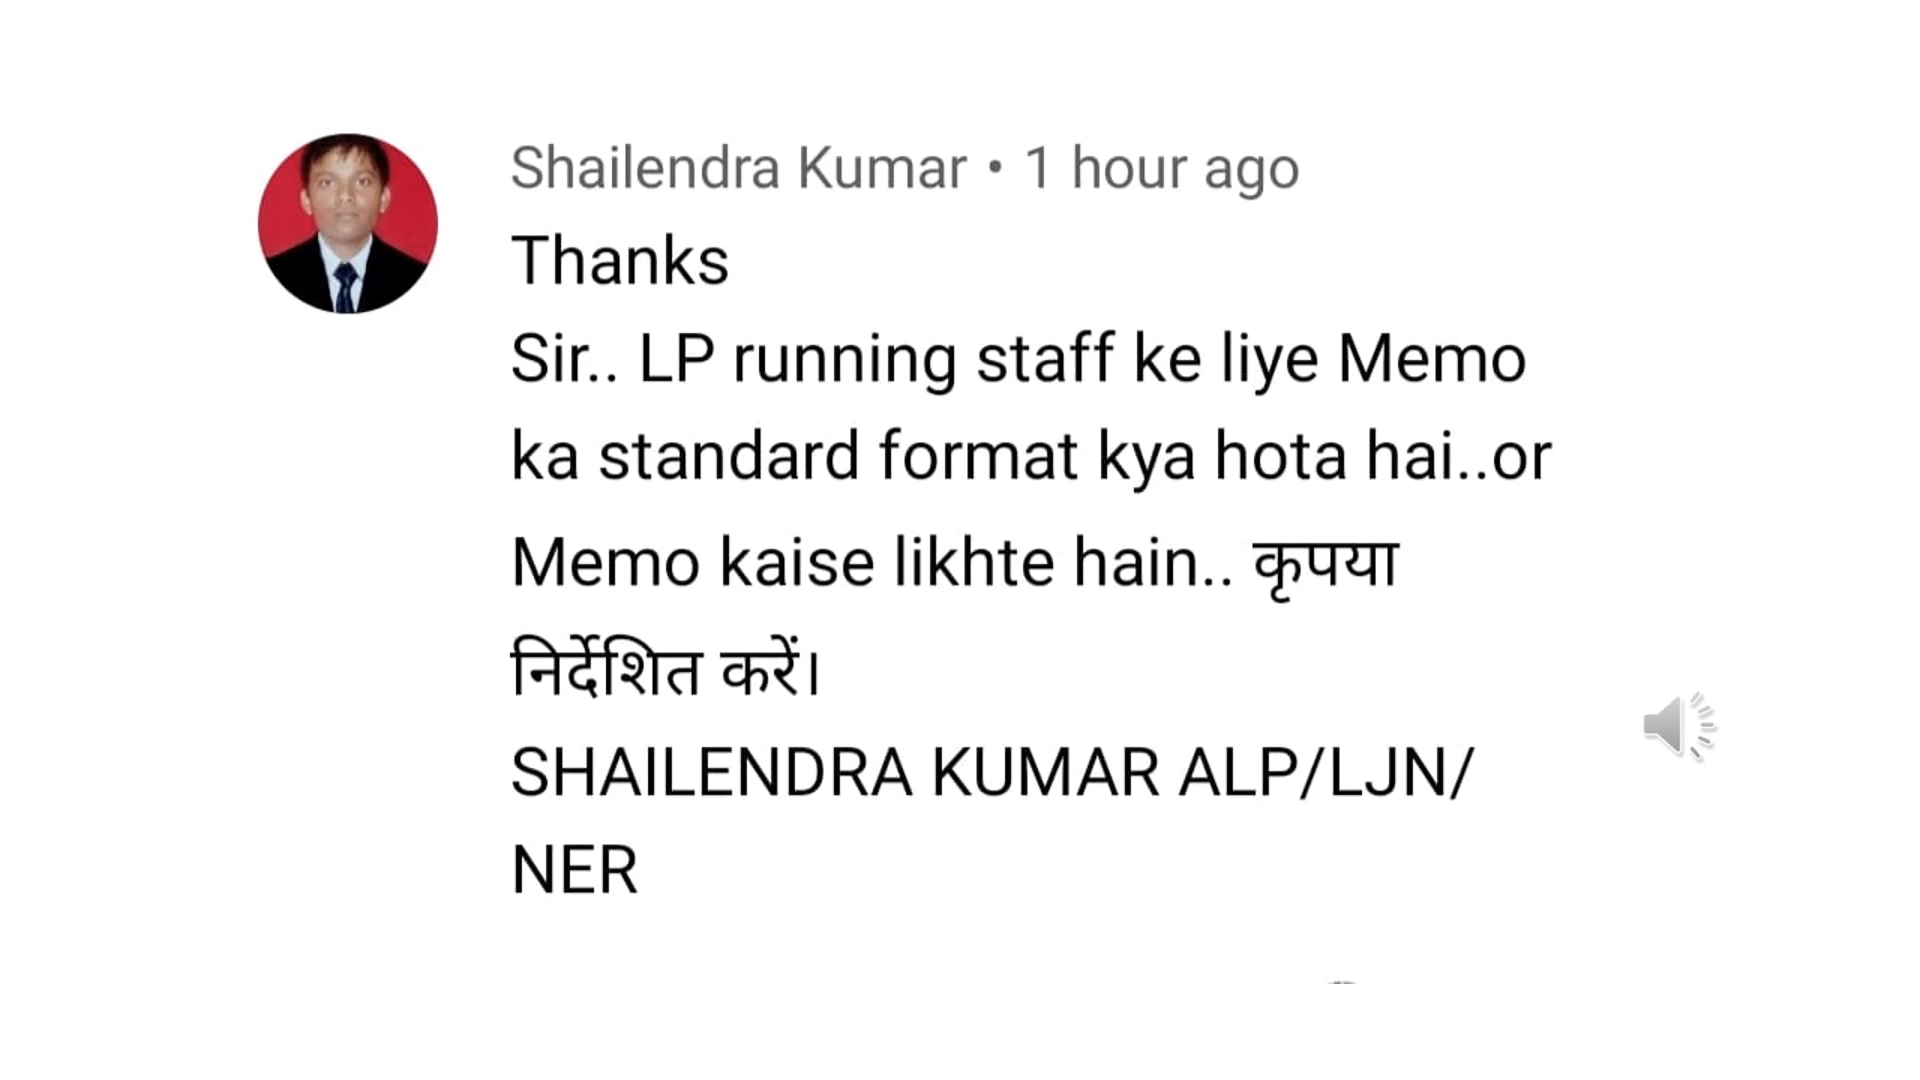 Shailendra Kumar • 1 hour ago
Thanks
Sir.. LP running staff ke liye Memo
ka standard format kya hota hai..or
Memo kaise likhte hain.. कृपया
निर्देशित करें।
SHAILENDRA KUMAR ALP/LJN/
NER